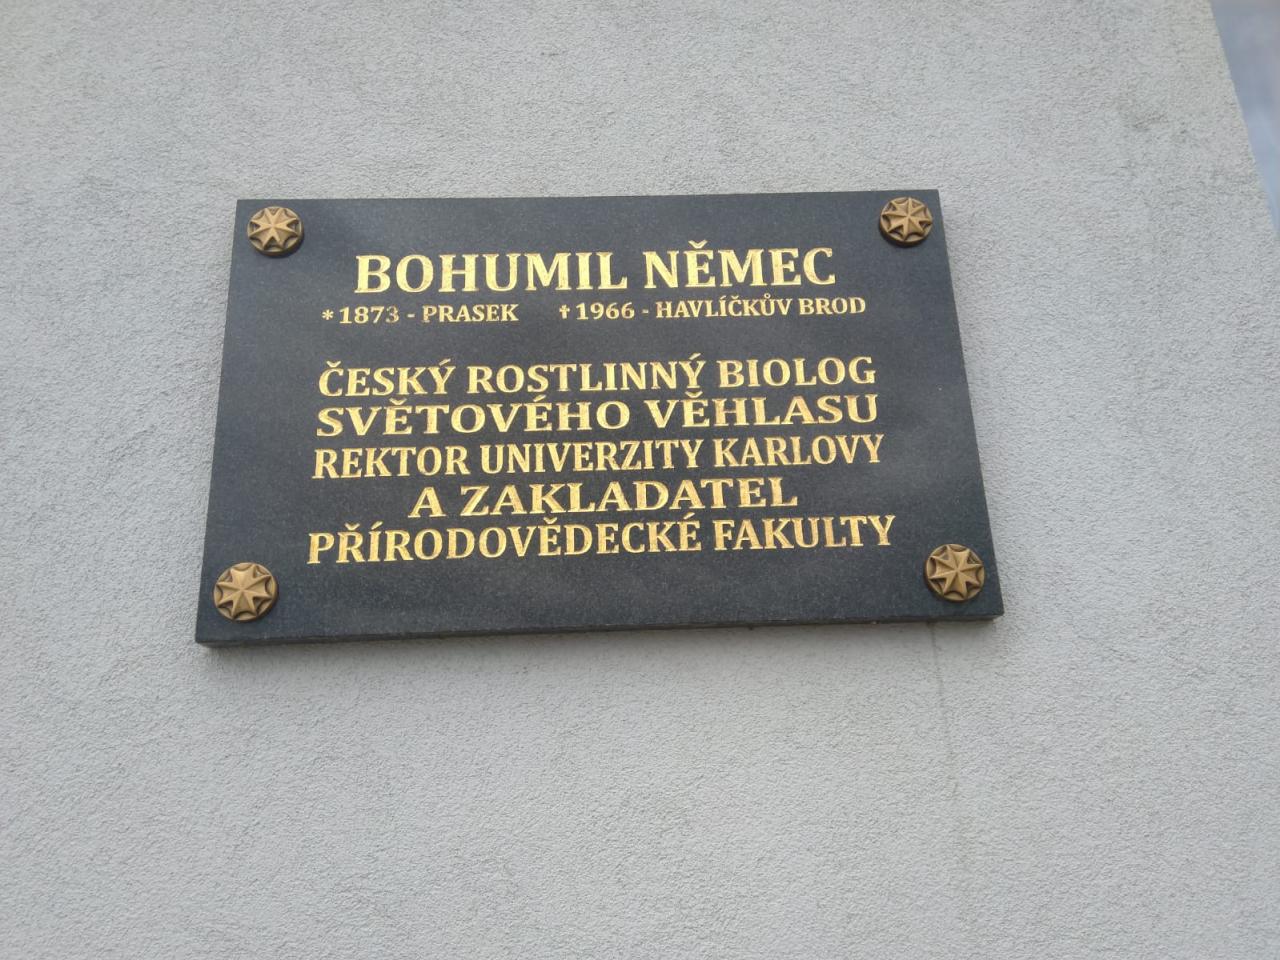 BOHUMIL NĚMEC
*1873 - PRASEK †1966 - HAVLÍČKŮV BROD
ČESKÝ ROSTLINNÝ BIOLOG
SVĚTOVÉHO VĚHLASU
REKTOR UNIVERZITY KARLOVY
A ZAKLADATEL
PŘÍRODOVĚDECKÉ FAKULTY